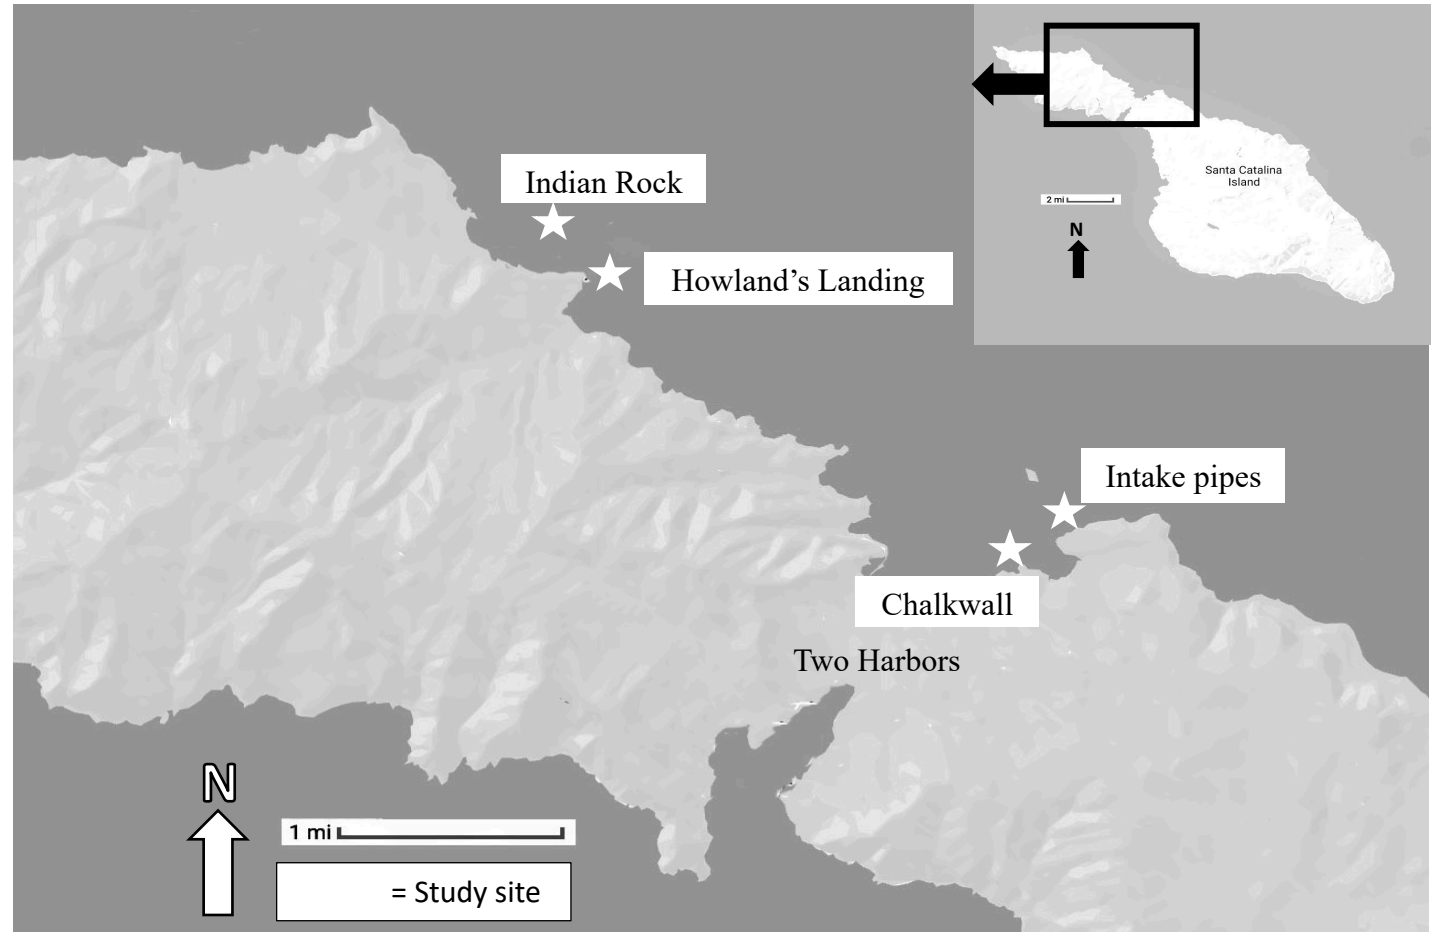 Indian Rock
Howland’s Landing
Santa Catalina
Island
2 mi
N
Intake pipes
Chalkwall
Two Harbors
N
1 mi
= Study site